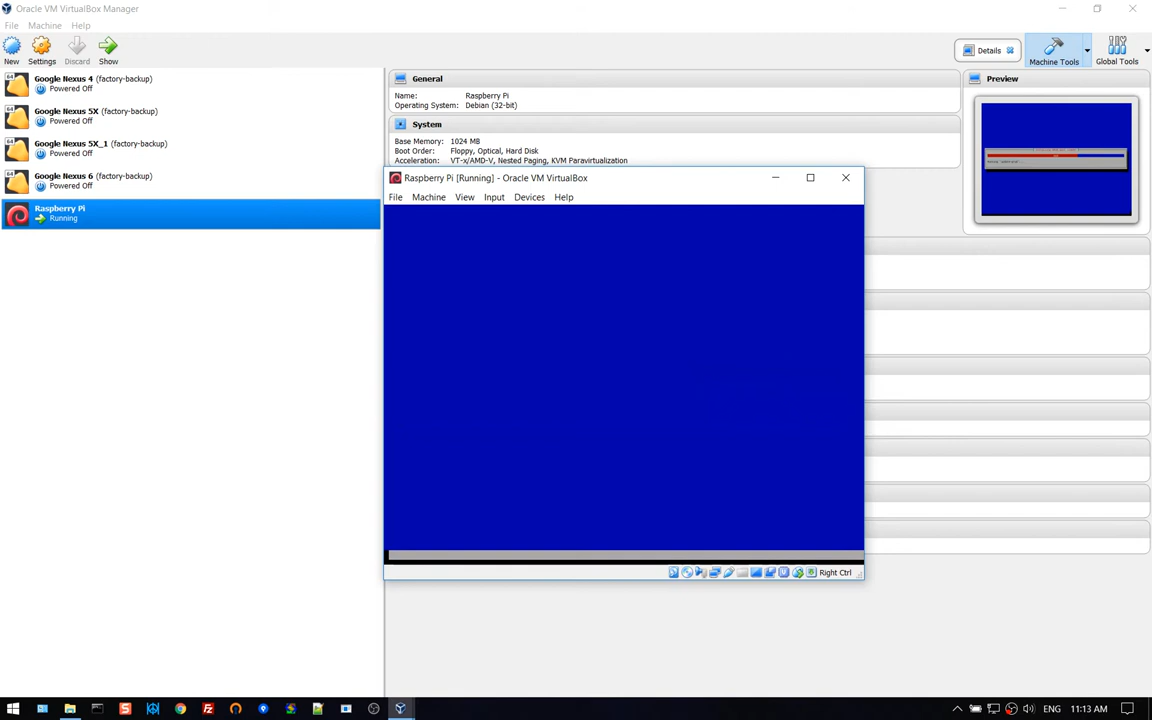 Oracle VM VirtualBox Manager
File Machine Help
New Settings Discard Show
Details Machine Tools Global Tools
64 Google Nexus 4 (factory-backup)
Powered Off
64 Google Nexus 5X (factory-backup)
Powered Off
64 Google Nexus 5X_1 (factory-backup)
Powered Off
64 Google Nexus 6 (factory-backup)
Powered Off
Raspberry Pi
Running
General
Name: Raspberry Pi
Operating System: Debian (32-bit)
System
Base Memory: 1024 MB
Boot Order: Floppy, Optical, Hard Disk
Acceleration: VT-x/AMD-V, Nested Paging, KVM Paravirtualization
Preview
Raspberry Pi [Running] - Oracle VM VirtualBox
File Machine View Input Devices Help
Right Ctrl
ENG 11:13 AM